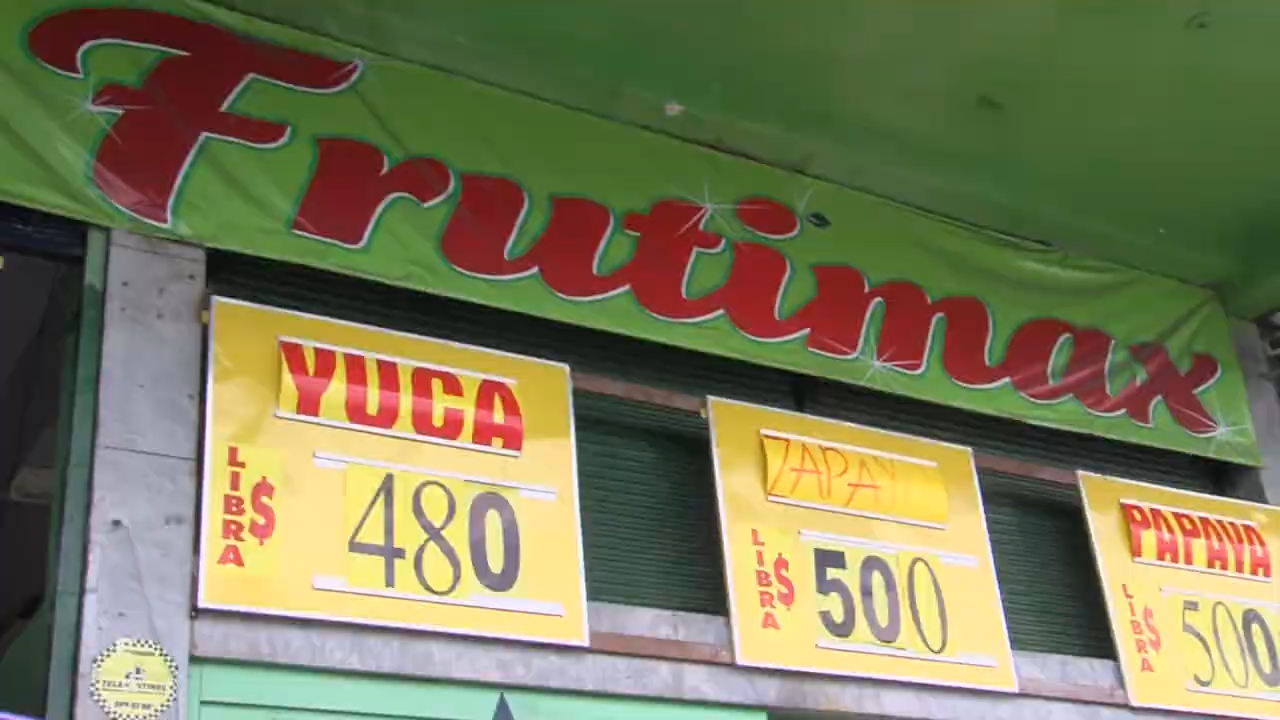 Frutimax
YUCA
LIBRA $ 480
LIBRA $ 500
PAPAYA
LIBRA $ 500